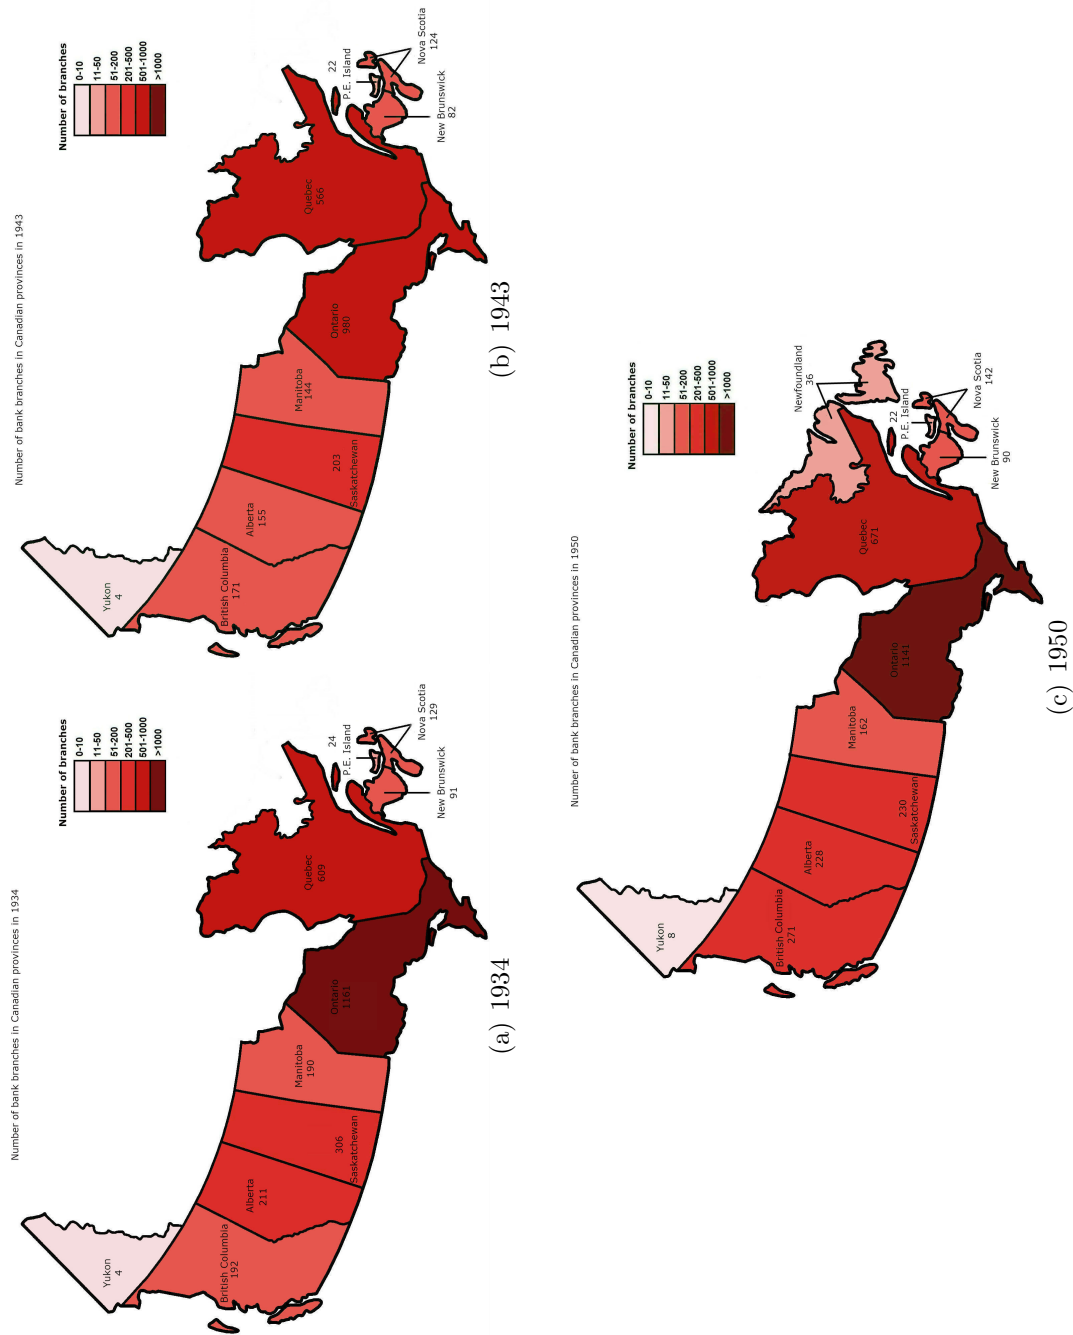 Number of bank branches in Canadian provinces in 1934
Number of branches
0-10
11-50
51-200
201-500
501-1000
>1000
Yukon
4
British Columbia
192
Alberta
211
306
Saskatchewan
Manitoba
190
Ontario
1161
Quebec
609
24
P.E. Island
Nova Scotia
129
New Brunswick
91
(a) 1934
Number of bank branches in Canadian provinces in 1943
Number of branches
0-10
11-50
51-200
201-500
501-1000
>1000
Yukon
4
British Columbia
171
Alberta
155
203
Saskatchewan
Manitoba
144
Ontario
980
Quebec
566
22
P.E. Island
Nova Scotia
124
New Brunswick
82
(b) 1943
Number of bank branches in Canadian provinces in 1950
Number of branches
0-10
11-50
51-200
201-500
501-1000
>1000
Yukon
8
British Columbia
271
Alberta
228
230
Saskatchewan
Manitoba
162
Ontario
1141
Quebec
671
Newfoundland
36
22
P.E. Island
Nova Scotia
142
New Brunswick
90
(c) 1950